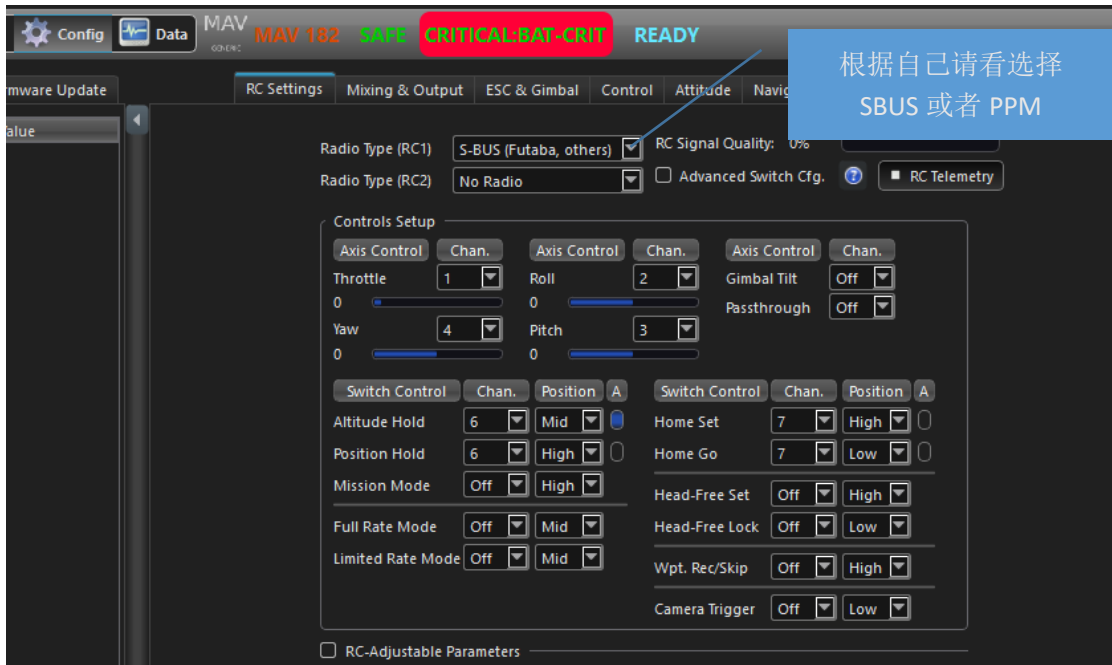 Config Data MAV MAV 182 SAFE CRITICAL:BAT-CRIT READY
根据自己请看选择
SBUS 或者 PPM
rmware Update RC Settings Mixing & Output ESC & Gimbal Control Attitude Navig
alue
Radio Type (RC1) S-BUS (Futaba, others) RC Signal Quality: 0%
Radio Type (RC2) No Radio Advanced Switch Cfg. ? RC Telemetry
Controls Setup
Axis Control Chan. Axis Control Chan. Axis Control Chan.
Throttle 1 Roll 2 Gimbal Tilt Off
0 0 Passthrough Off
Yaw 4 Pitch 3
0 0
Switch Control Chan. Position A Switch Control Chan. Position A
Altitude Hold 6 Mid Home Set 7 High
Position Hold 6 High Home Go 7 Low
Mission Mode Off High Head-Free Set Off High
Full Rate Mode Off Mid Head-Free Lock Off Low
Limited Rate Mode Off Mid Wpt. Rec/Skip Off High
Camera Trigger Off Low
RC-Adjustable Parameters